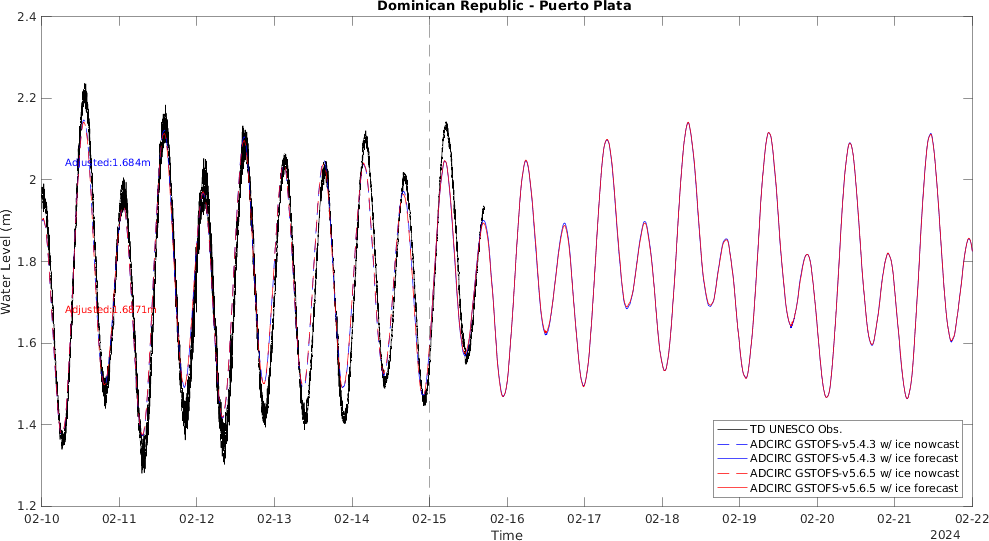 Dominican Republic - Puerto Plata
2.4
2.2
2
1.8
1.6
1.4
1.2
Water Level (m)
Adjusted:1.684m
Adjusted:1.6871m
TD UNESCO Obs.
ADCIRC GSTOFS-v5.4.3 w/ ice nowcast
ADCIRC GSTOFS-v5.4.3 w/ ice forecast
ADCIRC GSTOFS-v5.6.5 w/ ice nowcast
ADCIRC GSTOFS-v5.6.5 w/ ice forecast
02-10 02-11 02-12 02-13 02-14 02-15 02-16 02-17 02-18 02-19 02-20 02-21 02-22
Time
2024